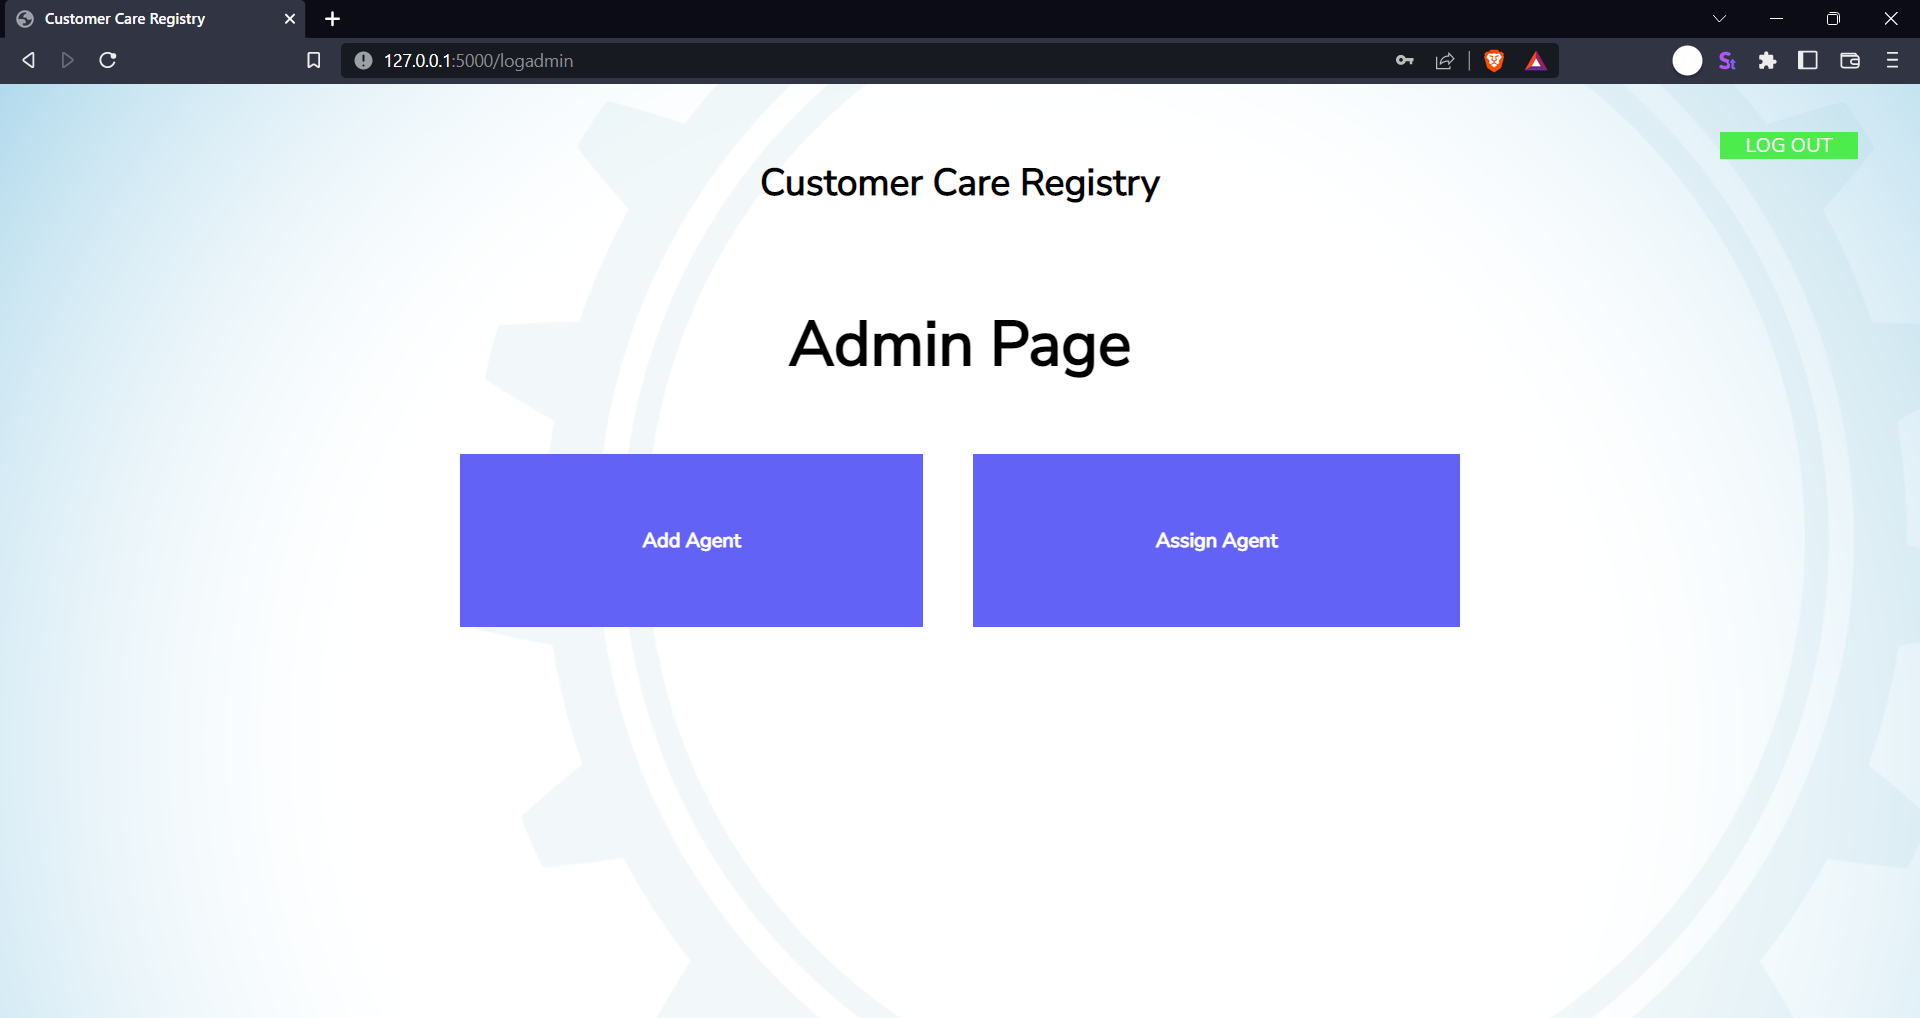 Customer Care Registry
127.0.0.1:5000/logadmin
St
LOG OUT
Customer Care Registry
Admin Page
Add Agent
Assign Agent